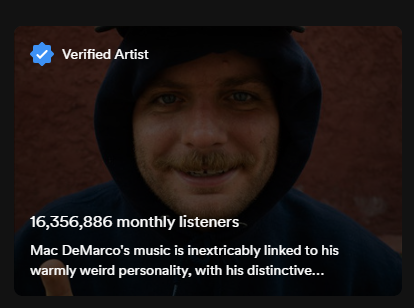 Verified Artist
16,356,886 monthly listeners
Mac DeMarco's music is inextricably linked to his
warmly weird personality, with his distinctive...